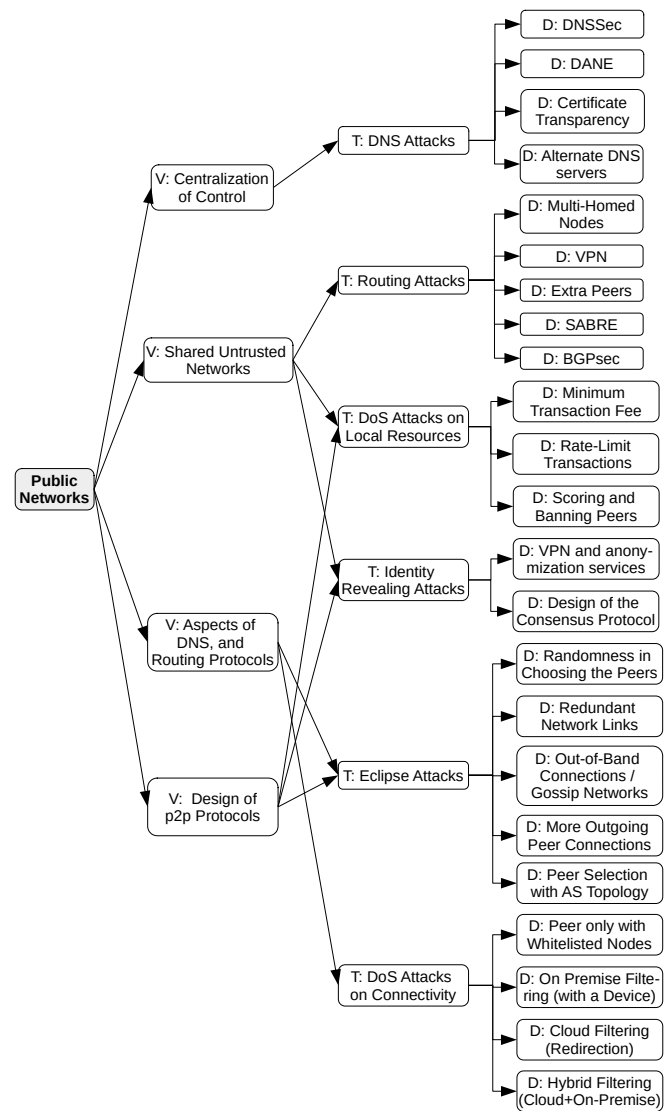 Public
Networks
V: Centralization
of Control
V: Shared Untrusted
Networks
V: Aspects of
DNS, and
Routing Protocols
V:  Design of
p2p Protocols
T: DNS Attacks
T: Routing Attacks
T: DoS Attacks on
Local Resources
T: Identity
Revealing Attacks
T: Eclipse Attacks
T: DoS Attacks
on Connectivity
D: DNSSec
D: DANE
D: Certificate
Transparency
D: Alternate DNS
servers
D: Multi-Homed
Nodes
D: VPN
D: Extra Peers
D: SABRE
D: BGPsec
D: Minimum
Transaction Fee
D: Rate-Limit
Transactions
D: Scoring and
Banning Peers
D: VPN and anony-
mization services
D: Design of the
Consensus Protocol
D: Randomness in
Choosing the Peers
D: Redundant
Network Links
D: Out-of-Band
Connections /
Gossip Networks
D: More Outgoing
Peer Connections
D: Peer Selection
with AS Topology
D: Peer only with
Whitelisted Nodes
D: On Premise Filte-
ring (with a Device)
D: Cloud Filtering
(Redirection)
D: Hybrid Filtering
(Cloud+On-Premise)